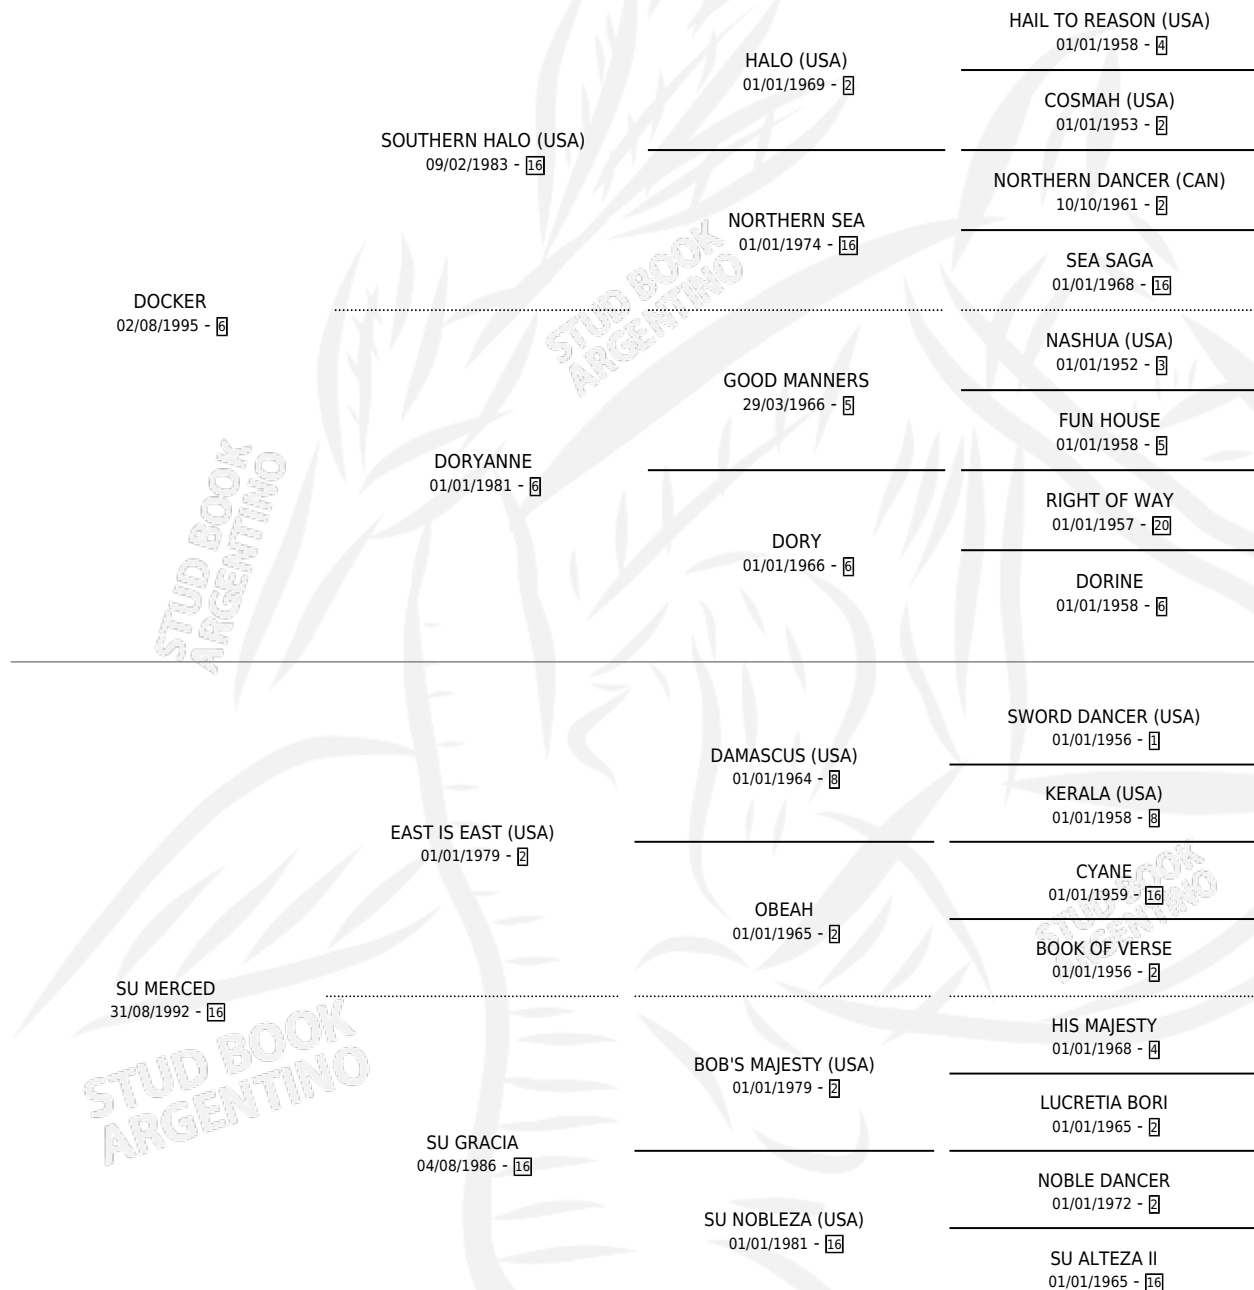 HAIL TO REASON (USA)
01/01/1958 - 4
HALO (USA)
01/01/1969 - 2
COSMAH (USA)
01/01/1953 - 2
SOUTHERN HALO (USA)
09/02/1983 - 16
NORTHERN DANCER (CAN)
10/10/1961 - 2
NORTHERN SEA
01/01/1974 - 16
SEA SAGA
01/01/1968 - 16
DOCKER
02/08/1995 - 6
NASHUA (USA)
01/01/1952 - 3
GOOD MANNERS
29/03/1966 - 5
FUN HOUSE
01/01/1958 - 5
DORYANNE
01/01/1981 - 6
RIGHT OF WAY
01/01/1957 - 20
DORY
01/01/1966 - 6
DORINE
01/01/1958 - 6
STUD BOOK
ARGENTINO
STUD BOOK
ARGENTINO
SWORD DANCER (USA)
01/01/1956 - 1
DAMASCUS (USA)
01/01/1964 - 8
KERALA (USA)
01/01/1958 - 8
EAST IS EAST (USA)
01/01/1979 - 2
CYANE
01/01/1959 - 16
OBEAH
01/01/1965 - 2
BOOK OF VERSE
01/01/1956 - 2
SU MERCED
31/08/1992 - 16
HIS MAJESTY
01/01/1968 - 4
BOB'S MAJESTY (USA)
01/01/1979 - 2
LUCRETIA BORI
01/01/1965 - 2
SU GRACIA
04/08/1986 - 16
NOBLE DANCER
01/01/1972 - 2
SU NOBLEZA (USA)
01/01/1981 - 16
SU ALTEZA II
01/01/1965 - 16
STUD BOOK
ARGENTINO
STUD BOOK
ARGENTINO